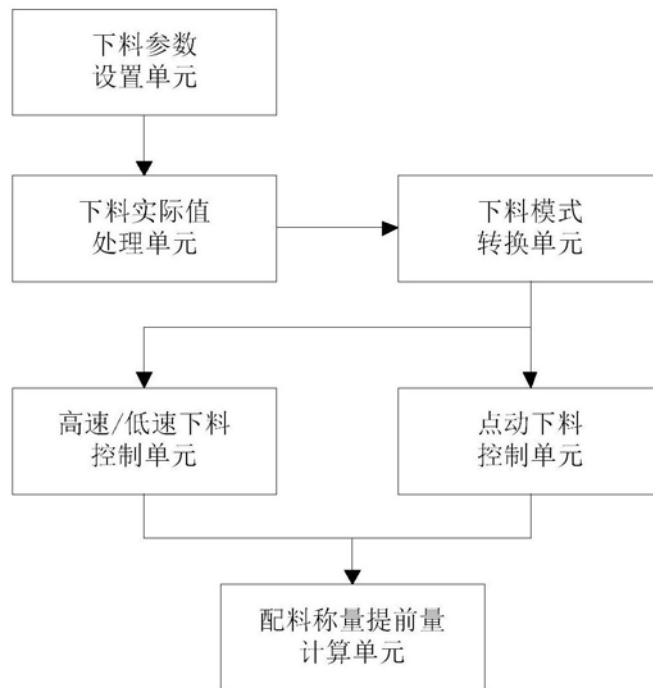 下料参数
设置单元
下料实际值
处理单元
下料模式
转换单元
高速/低速下料
控制单元
点动下料
控制单元
配料称量提前量
计算单元